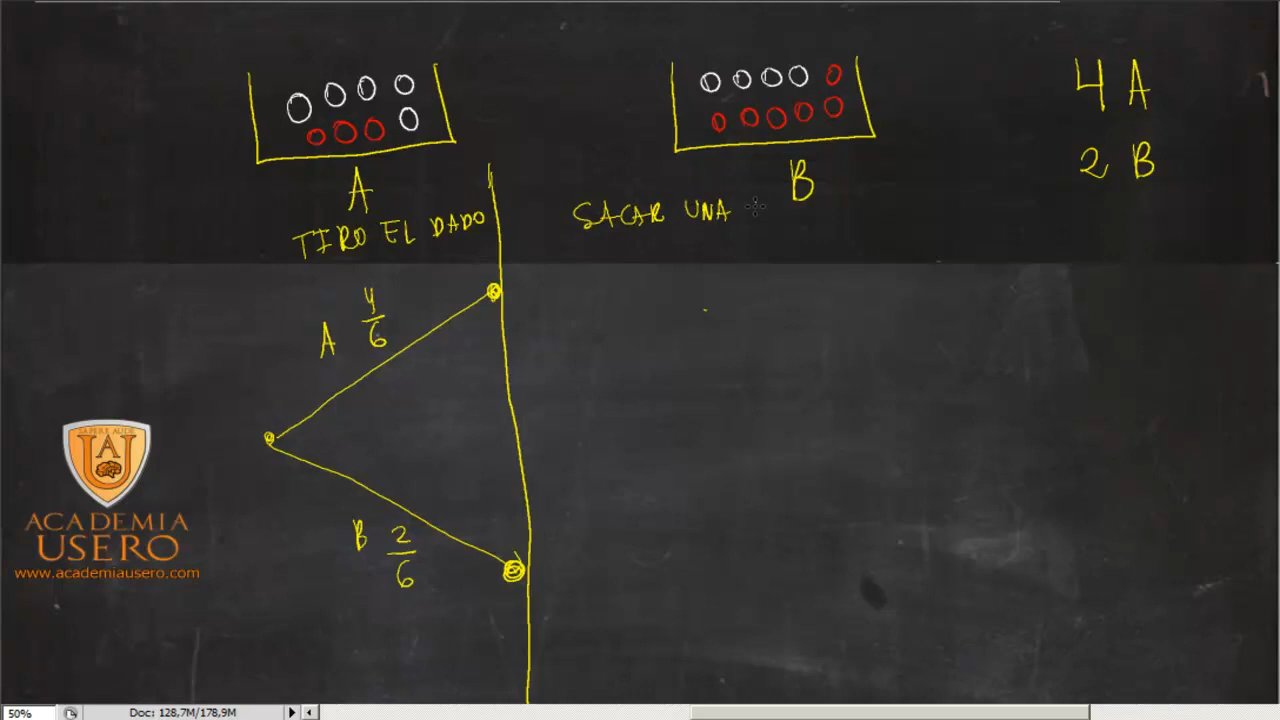 4 A
2 B
A
B
TIRO EL DADO
SACAR UNA
A 4/6
B 2/6
SAPERE AUDE
UA
ACADEMIA
USERO
www.academiausero.com
50%
Doc: 128,7M/178,9M